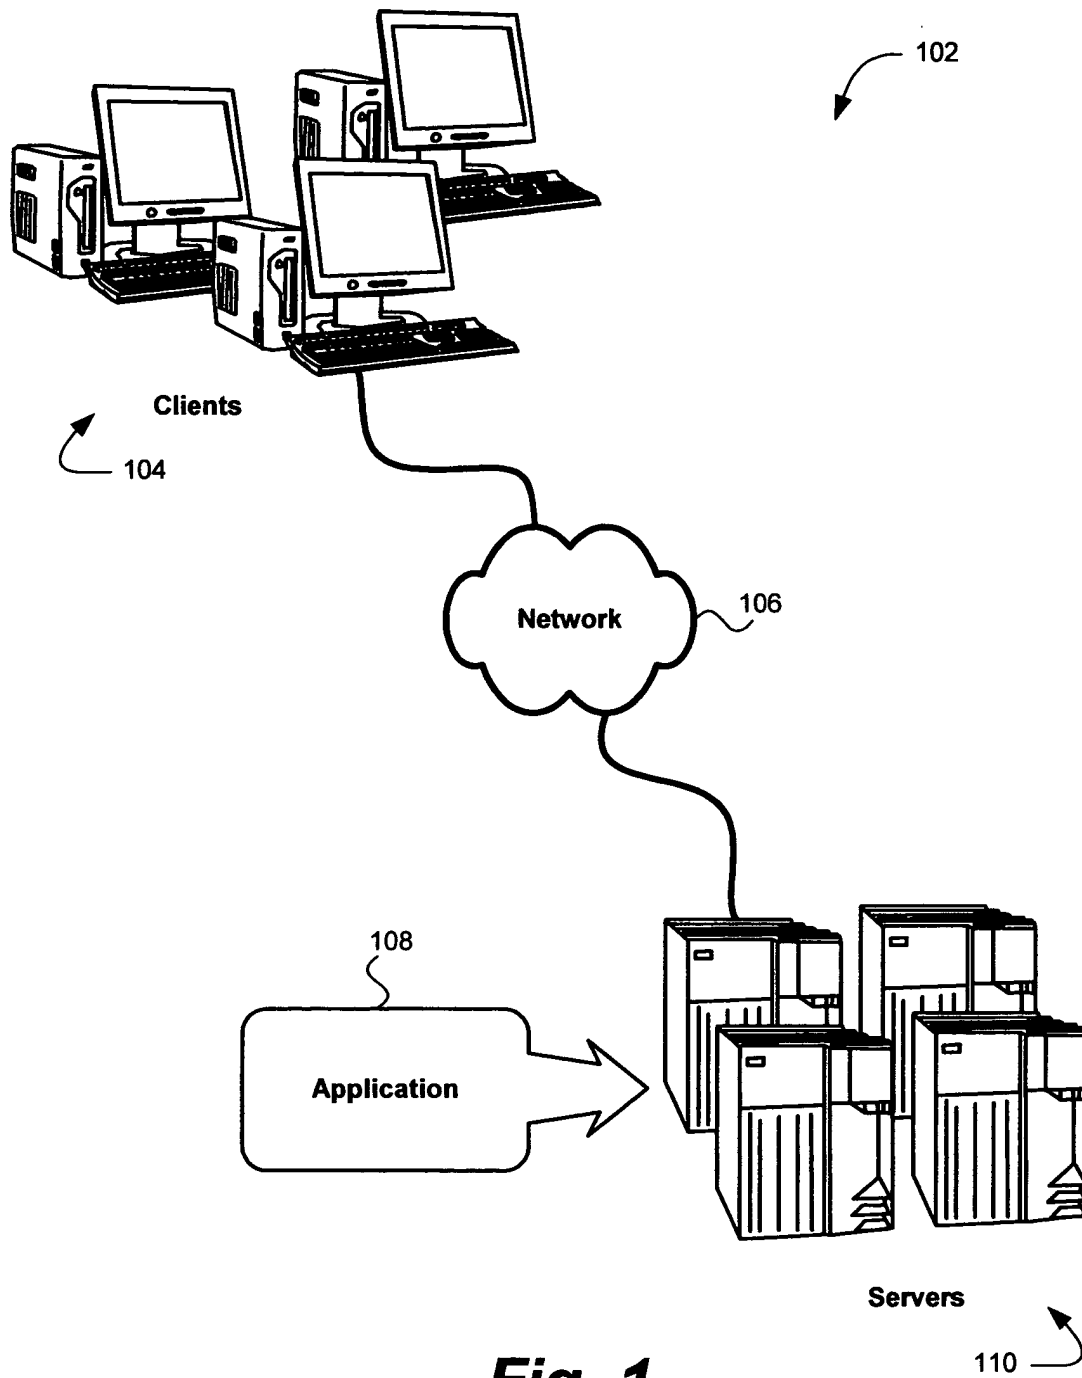 102
Clients
104
Network
106
108
Application
Servers
110
Fig. 1